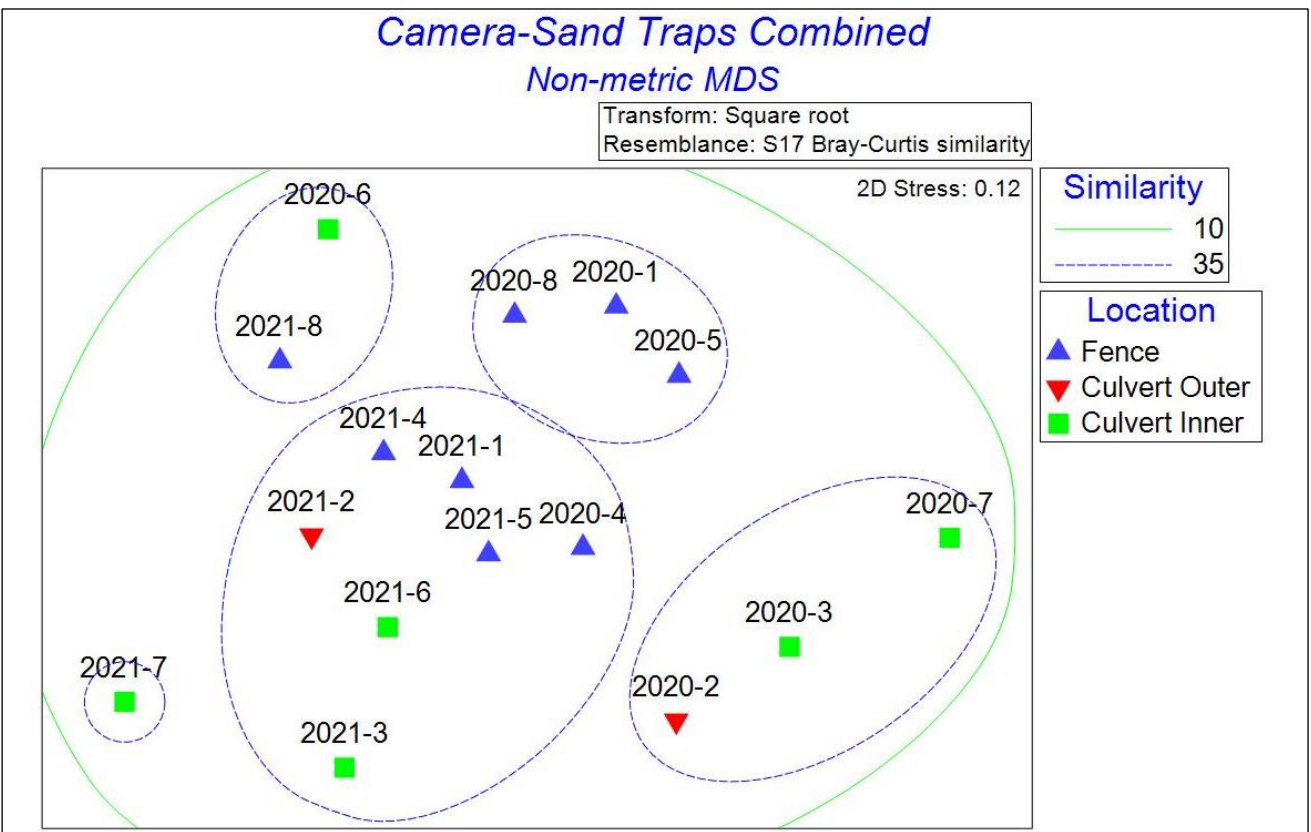 Camera-Sand Traps Combined
Non-metric MDS
Transform: Square root
Resemblance: S17 Bray-Curtis similarity
2D Stress: 0.12
Similarity
10
35
Location
Fence
Culvert Outer
Culvert Inner
2020-6
2020-8
2020-1
2021-8
2020-5
2021-4
2021-1
2021-2
2021-5
2020-4
2020-7
2021-6
2020-3
2021-7
2020-2
2021-3